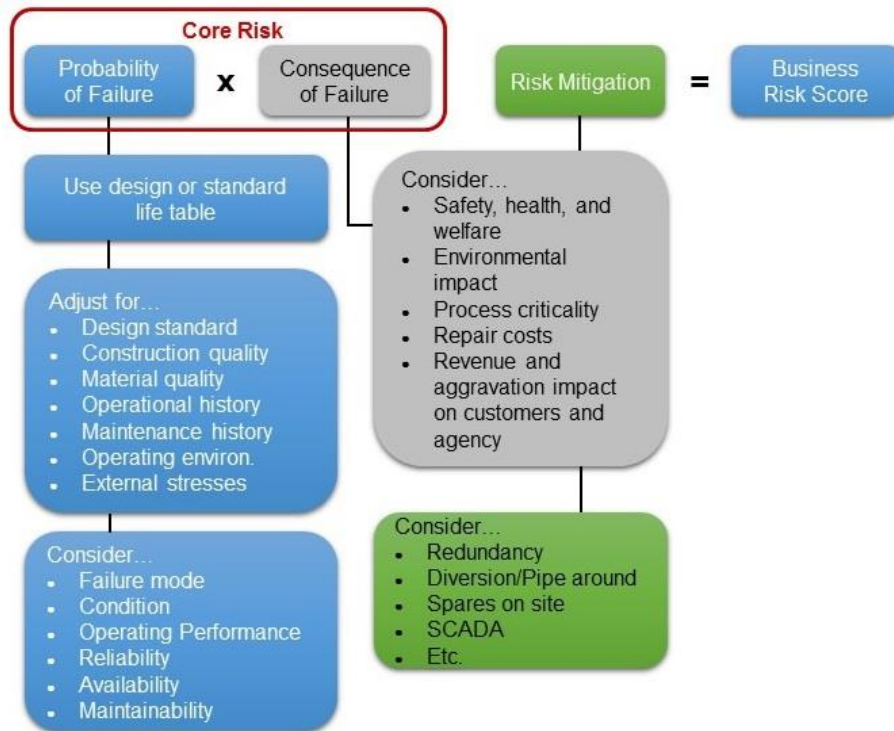 Core Risk
Probability
of Failure
x
Consequence
of Failure
Risk Mitigation
=
Business
Risk Score
Use design or standard
life table
Adjust for…
• Design standard
• Construction quality
• Material quality
• Operational history
• Maintenance history
• Operating environ.
• External stresses
Consider…
• Failure mode
• Condition
• Operating Performance
• Reliability
• Availability
• Maintainability
Consider…
• Safety, health, and
welfare
• Environmental
impact
• Process criticality
• Repair costs
• Revenue and
aggravation impact
on customers and
agency
Consider…
• Redundancy
• Diversion/Pipe around
• Spares on site
• SCADA
• Etc.